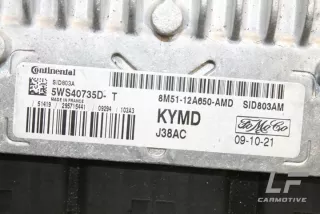 Continental
SID803A
5WS40735D- T
MADE IN FRANCE
8M51-12A650-AMD SID803AM
KYMD
J38AC
FoMoCo
09-10-21
LF
CARMOTIVE